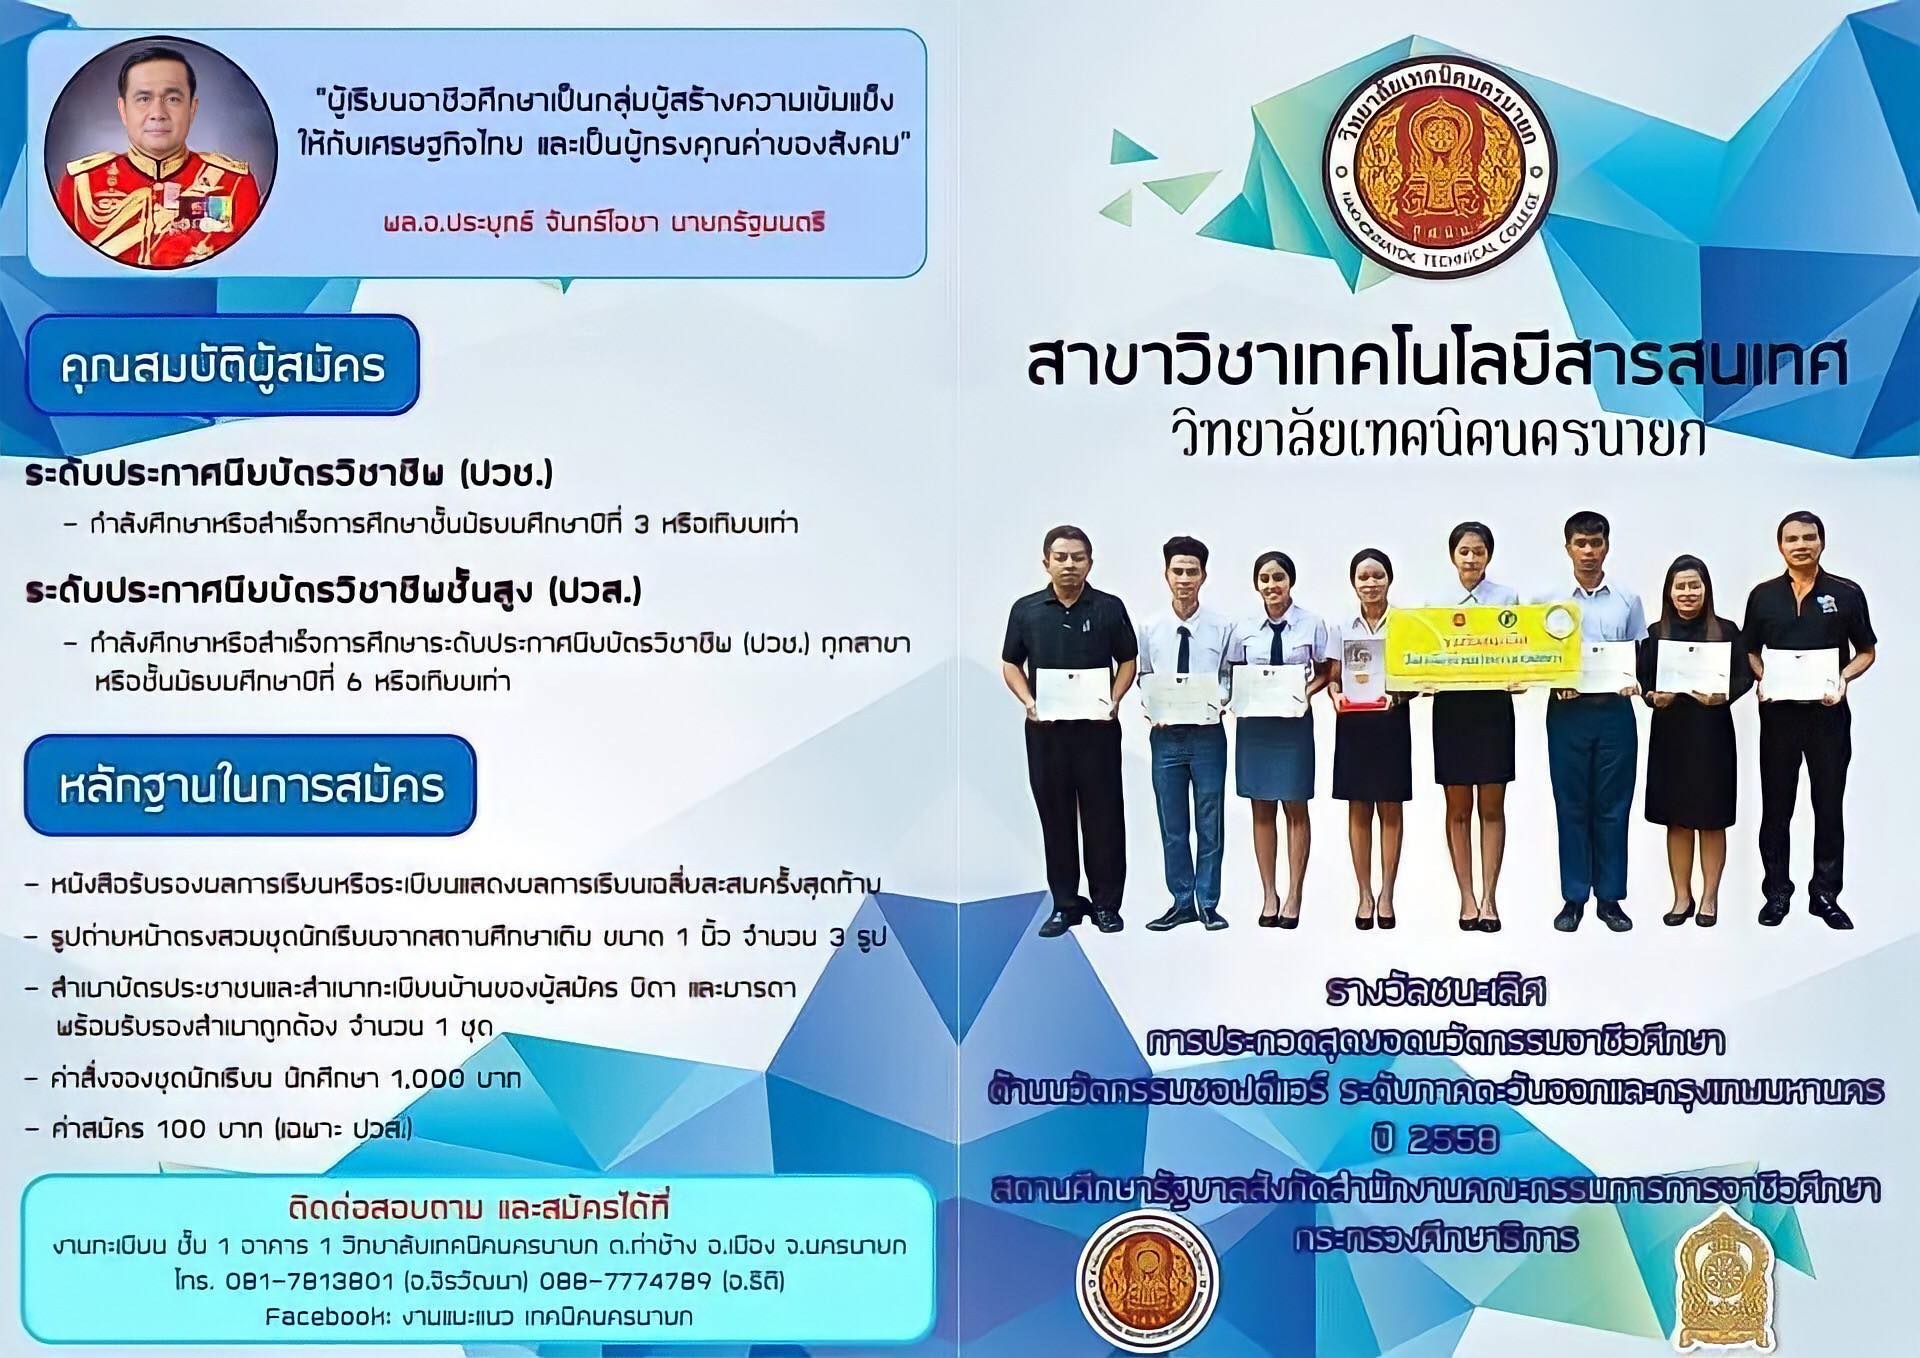 "ผู้เรียนอาชีวศึกษาเป็นกลุ่มผู้สร้างความเข้มแข็ง
ให้กับเศรษฐกิจไทย และเป็นผู้ทรงคุณค่าของสังคม"
พล.อ.ประยุทธ์ จันทร์โอชา นายกรัฐมนตรี
คุณสมบัติผู้สมัคร
ระดับประกาศนียบัตรวิชาชีพ (ปวช.)
- กำลังศึกษาหรือสำเร็จการศึกษาชั้นมัธยมศึกษาปีที่ 3 หรือเทียบเท่า
ระดับประกาศนียบัตรวิชาชีพชั้นสูง (ปวส.)
- กำลังศึกษาหรือสำเร็จการศึกษาระดับประกาศนียบัตรวิชาชีพ (ปวช.) ทุกสาขา
หรือชั้นมัธยมศึกษาปีที่ 6 หรือเทียบเท่า
หลักฐานในการสมัคร
- หนังสือรับรองผลการเรียนหรือระเบียนแสดงผลการเรียนเฉลี่ยสะสมครั้งสุดท้าย
- รูปถ่ายหน้าตรงสวมชุดนักเรียนจากสถานศึกษาเดิม ขนาด 1 นิ้ว จำนวน 3 รูป
- สำเนาบัตรประชาชนและสำเนาทะเบียนบ้านของผู้สมัคร บิดา และมารดา
พร้อมรับรองสำเนาถูกต้อง จำนวน 1 ชุด
- ค่าสั่งจองชุดนักเรียน นักศึกษา 1,000 บาท
- ค่าสมัคร 100 บาท (เฉพาะ ปวส.)
ติดต่อสอบถาม และสมัครได้ที่
งานทะเบียน ชั้น 1 อาคาร 1 วิทยาลัยเทคนิคนครนายก ต.ท่าช้าง อ.เมือง จ.นครนายก
โทร. 081-7813801 (อ.จิรวัฒนา) 088-7774789 (อ.ธิติ)
Facebook: งานแนะแนว เทคนิคนครนายก
วิทยาลัยเทคนิคนครนายก
TECHNICAL COLLEGE
สาขาวิชาเทคโนโลยีสารสนเทศ
วิทยาลัยเทคนิคนครนายก
รางวัลชนะเลิศ
การประกวดสุดยอดนวัตกรรมอาชีวศึกษา
ด้านนวัตกรรมซอฟต์แวร์ ระดับภาคตะวันออกและกรุงเทพมหานคร
ปี 2558
สถานศึกษารัฐบาลสังกัดสำนักงานคณะกรรมการการอาชีวศึกษา
กระทรวงศึกษาธิการ